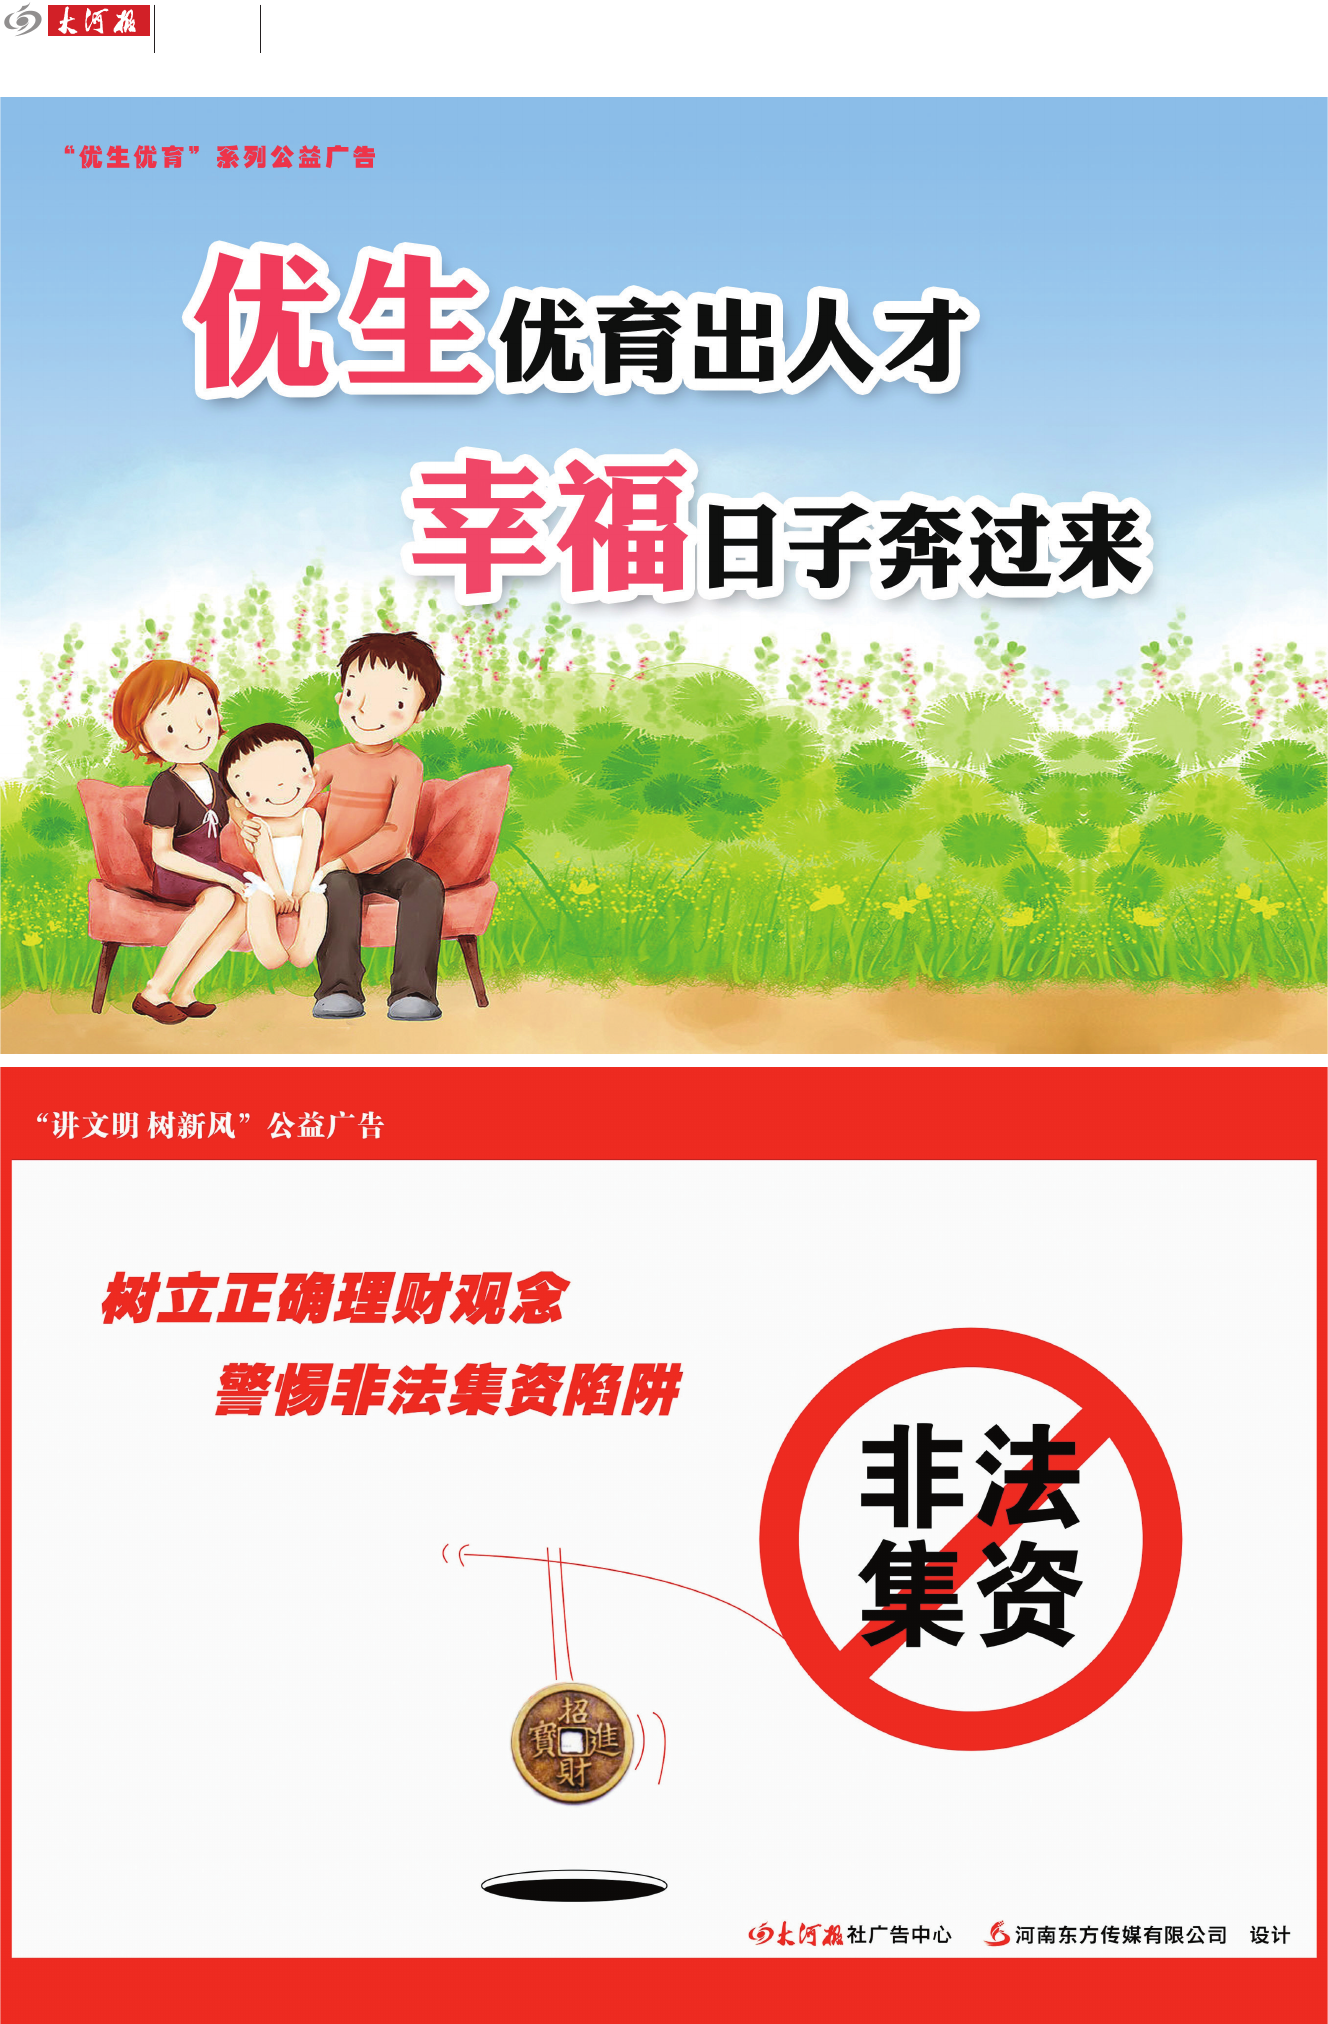 大河报
“优生优育”系列公益广告
优生优育出人才
幸福日子奔过来
“讲文明 树新风”公益广告
树立正确理财观念
警惕非法集资陷阱
非法
集资
招
寶 進
財
大河报社广告中心 河南东方传媒有限公司 设计